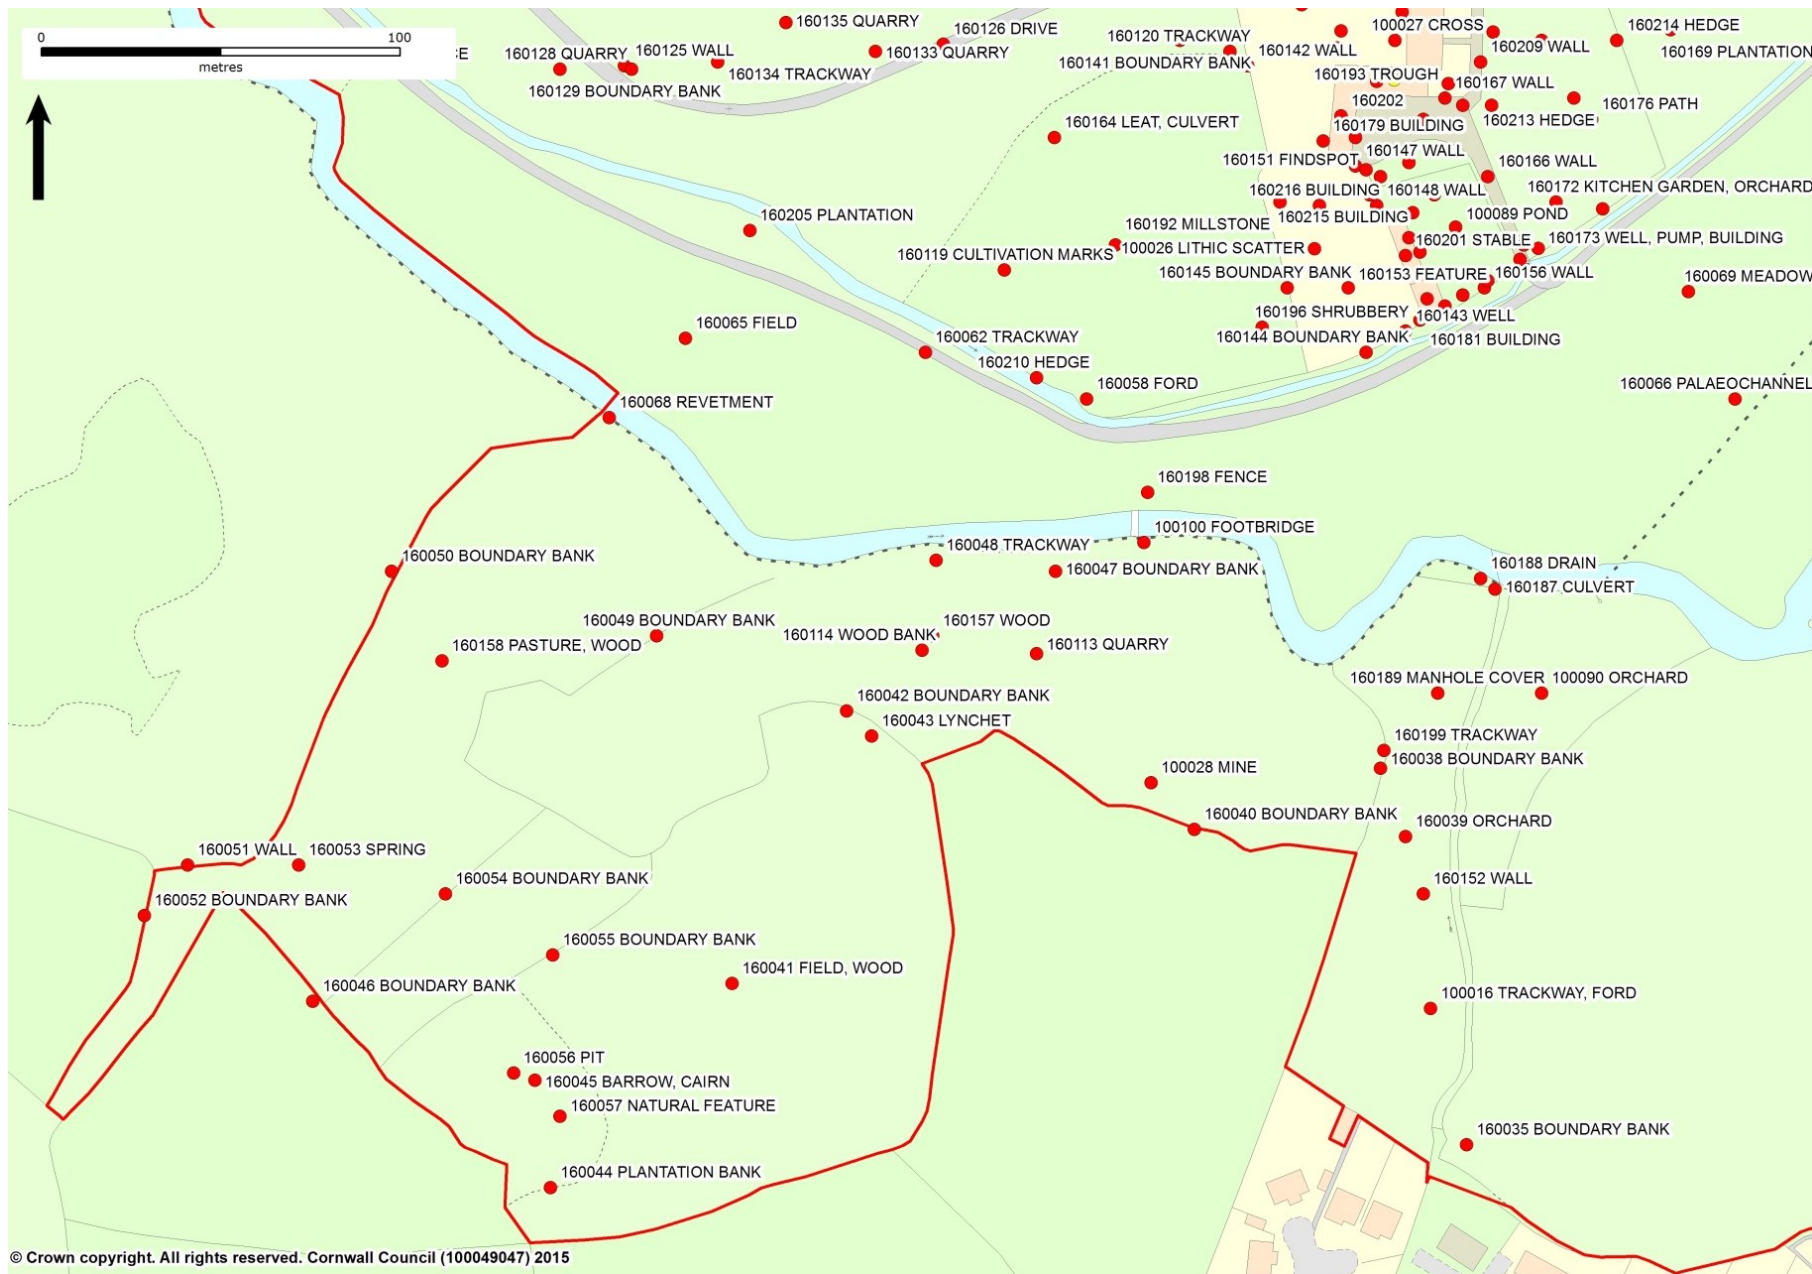 0
100
metres
CE
160128 QUARRY
160125 WALL
160135 QUARRY
160126 DRIVE
160133 QUARRY
160134 TRACKWAY
160129 BOUNDARY BANK
160120 TRACKWAY
160141 BOUNDARY BANK
160142 WALL
100027 CROSS
160209 WALL
160214 HEDGE
160169 PLANTATION
160193 TROUGH
160167 WALL
160202
160176 PATH
160213 HEDGE
160164 LEAT, CULVERT
160179 BUILDING
160147 WALL
160151 FINDSPOT
160166 WALL
160216 BUILDING
160148 WALL
160172 KITCHEN GARDEN, ORCHARD
160205 PLANTATION
160192 MILLSTONE
160215 BUILDING
100089 POND
160119 CULTIVATION MARKS
100026 LITHIC SCATTER
160201 STABLE
160173 WELL, PUMP, BUILDING
160145 BOUNDARY BANK
160153 FEATURE
160156 WALL
160069 MEADOW
160196 SHRUBBERY
160143 WELL
160065 FIELD
160062 TRACKWAY
160144 BOUNDARY BANK
160181 BUILDING
160210 HEDGE
160058 FORD
160066 PALAEOCHANNEL
160068 REVETMENT
160198 FENCE
100100 FOOTBRIDGE
160050 BOUNDARY BANK
160048 TRACKWAY
160047 BOUNDARY BANK
160188 DRAIN
160187 CULVERT
160049 BOUNDARY BANK
160157 WOOD
160114 WOOD BANK
160158 PASTURE, WOOD
160113 QUARRY
160189 MANHOLE COVER
100090 ORCHARD
160042 BOUNDARY BANK
160043 LYNCHET
160199 TRACKWAY
160038 BOUNDARY BANK
100028 MINE
160040 BOUNDARY BANK
160039 ORCHARD
160051 WALL
160053 SPRING
160054 BOUNDARY BANK
160152 WALL
160052 BOUNDARY BANK
160055 BOUNDARY BANK
160041 FIELD, WOOD
160046 BOUNDARY BANK
100016 TRACKWAY, FORD
160056 PIT
160045 BARROW, CAIRN
160057 NATURAL FEATURE
160035 BOUNDARY BANK
160044 PLANTATION BANK
© Crown copyright. All rights reserved. Cornwall Council (100049047) 2015